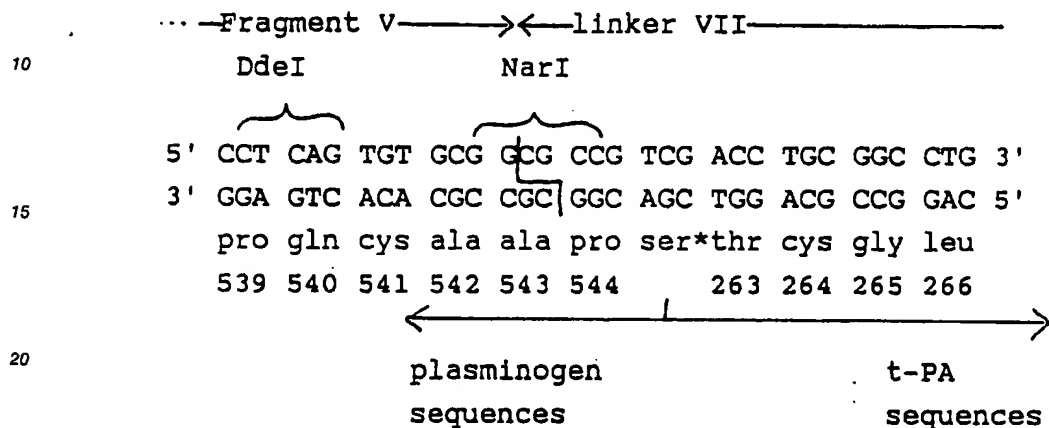 ··· —Fragment V——→←—linker VII———
10 DdeI NarI
5' CCT CAG TGT GCG GCG CCG TCG ACC TGC GGC CTG 3'
3' GGA GTC ACA CGC CGC GGC AGC TGG ACG CCG GAC 5'
15
pro gln cys ala ala pro ser*thr cys gly leu
539 540 541 542 543 544 263 264 265 266
20
plasminogen t-PA
sequences sequences